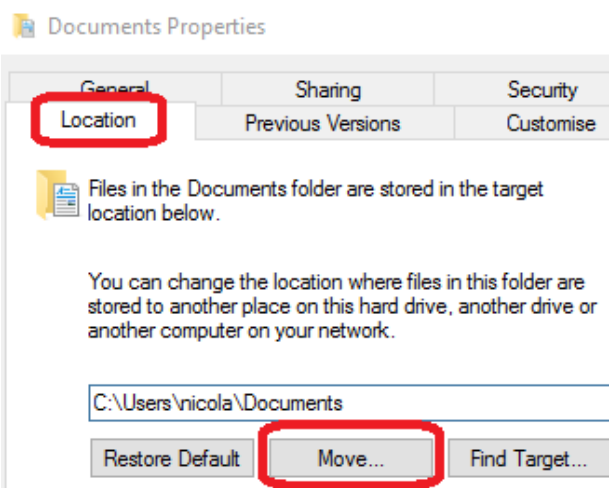 Documents Properties
General Sharing Security
Location Previous Versions Customise
Files in the Documents folder are stored in the target
location below.
You can change the location where files in this folder are
stored to another place on this hard drive, another drive or
another computer on your network.
C:\Users\nicola\Documents
Restore Default Move... Find Target...